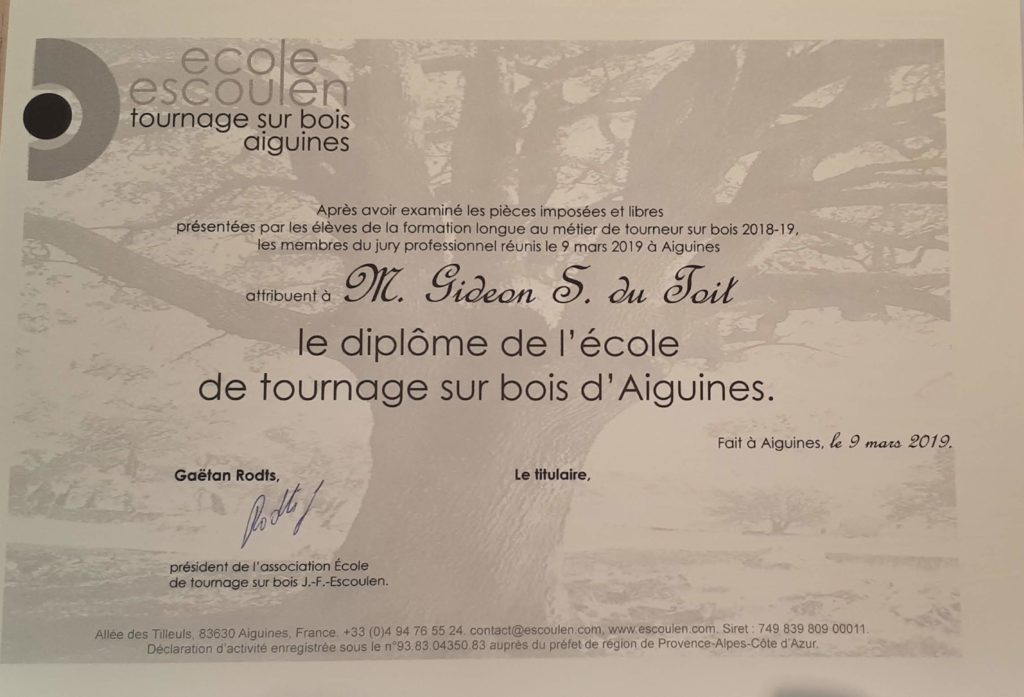 ecole
escoulen
tournage sur bois
aiguines
Après avoir examiné les pièces imposées et libres
présentées par les élèves de la formation longue au métier de tourneur sur bois 2018-19,
les membres du jury professionnel réunis le 9 mars 2019 à Aiguines
attribuent à M. Gideon S. du Toit
le diplôme de l'école
de tournage sur bois d'Aiguines.
Fait à Aiguines, le 9 mars 2019.
Gaëtan Rodts, Le titulaire,
Rodts
président de l'association École
de tournage sur bois J.-F.-Escoulen.
Allée des Tilleuls, 83630 Aiguines, France. +33 (0)4 94 76 55 24. contact@escoulen.com, www.escoulen.com. Siret : 749 839 809 00011.
Déclaration d'activité enregistrée sous le n°93.83.04350.83 auprès du préfet de région de Provence-Alpes-Côte d'Azur.